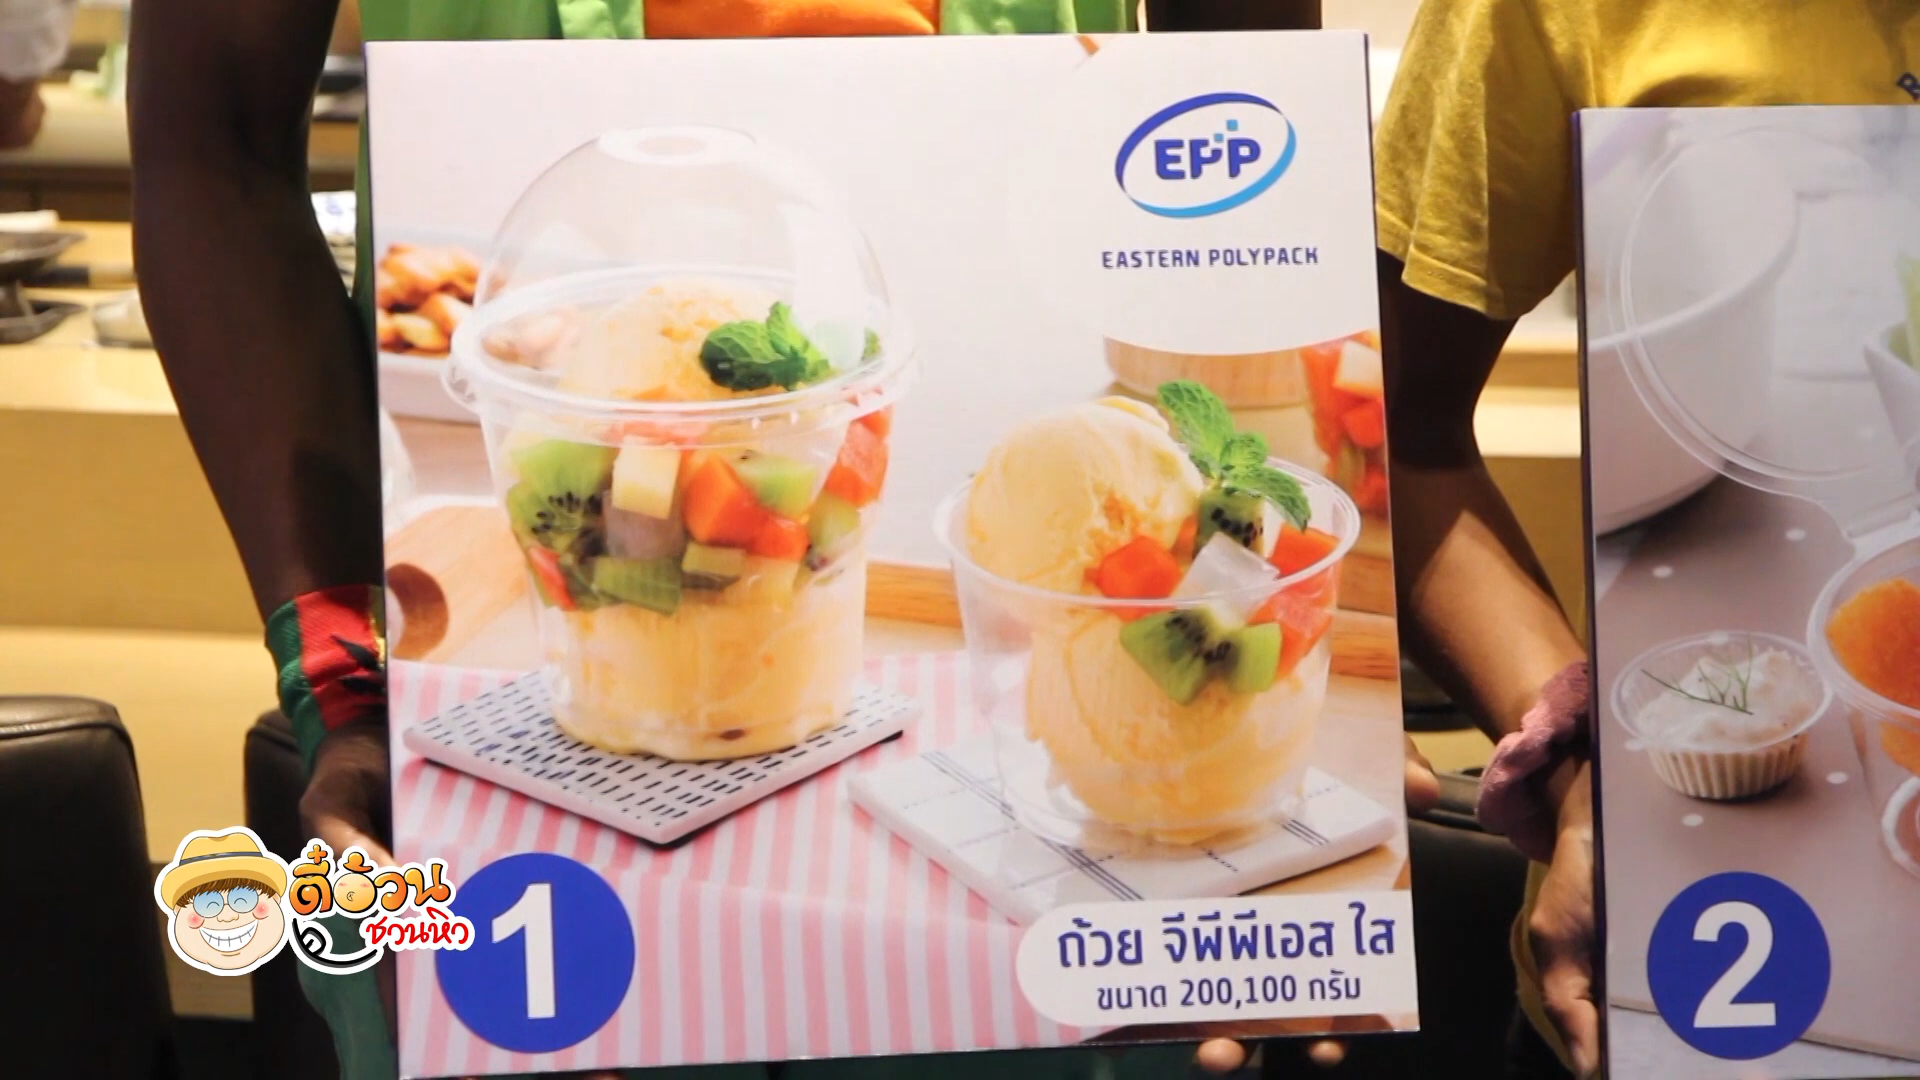 EPP
EASTERN POLYPACK
1
ถ้วย จีพีพีเอส ใส
ขนาด 200,100 กรัม
2
ตี๋อ้วน
ชวนหิว